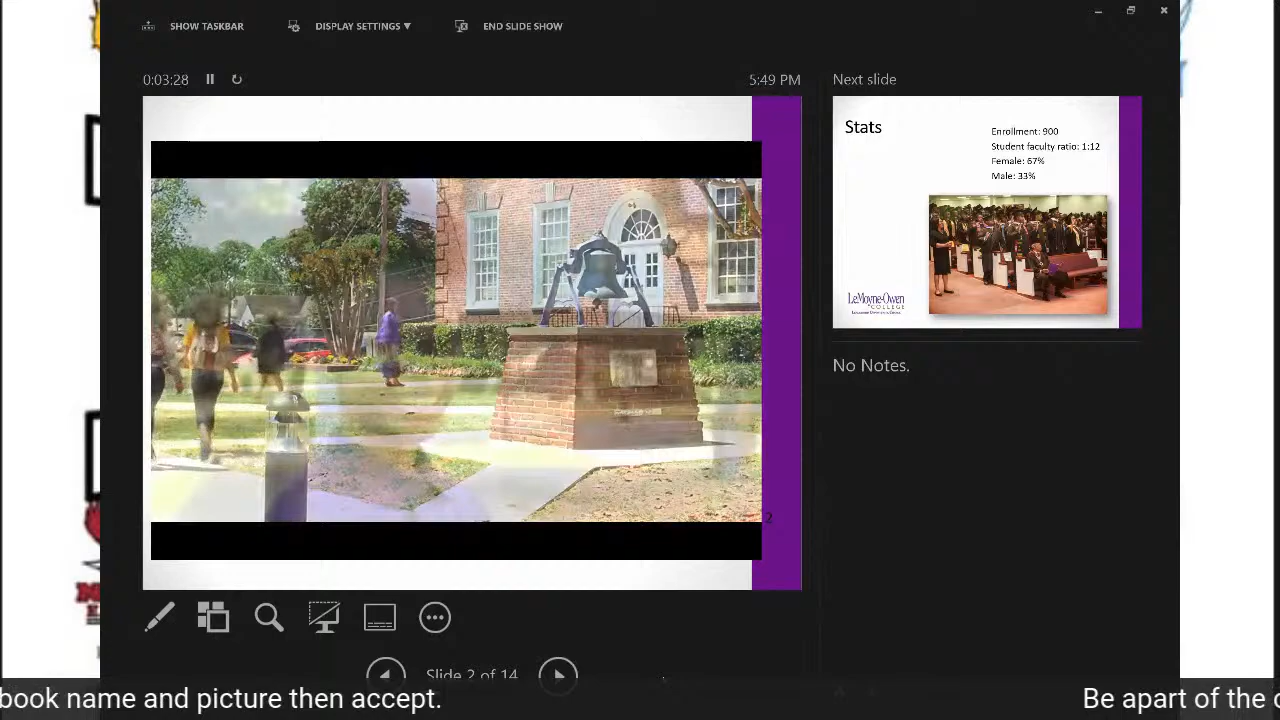 SHOW TASKBAR
DISPLAY SETTINGS ▼
END SLIDE SHOW
0:03:28
5:49 PM
Next slide
Stats
Enrollment: 900
Student faculty ratio: 1:12
Female: 67%
Male: 33%
LeMoyne-Owen
COLLEGE
No Notes.
2
Slide 2 of 14
book name and picture then accept.
Be apart of the